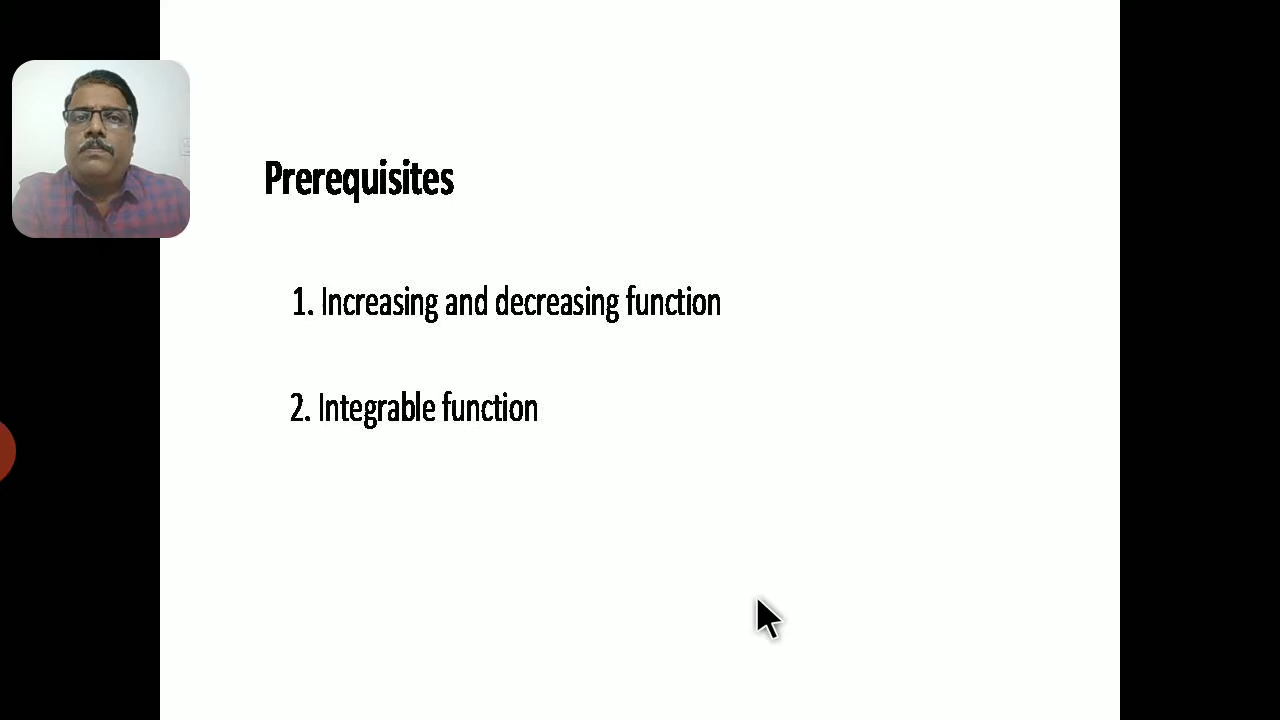 Prerequisites
1. Increasing and decreasing function
2. Integrable function